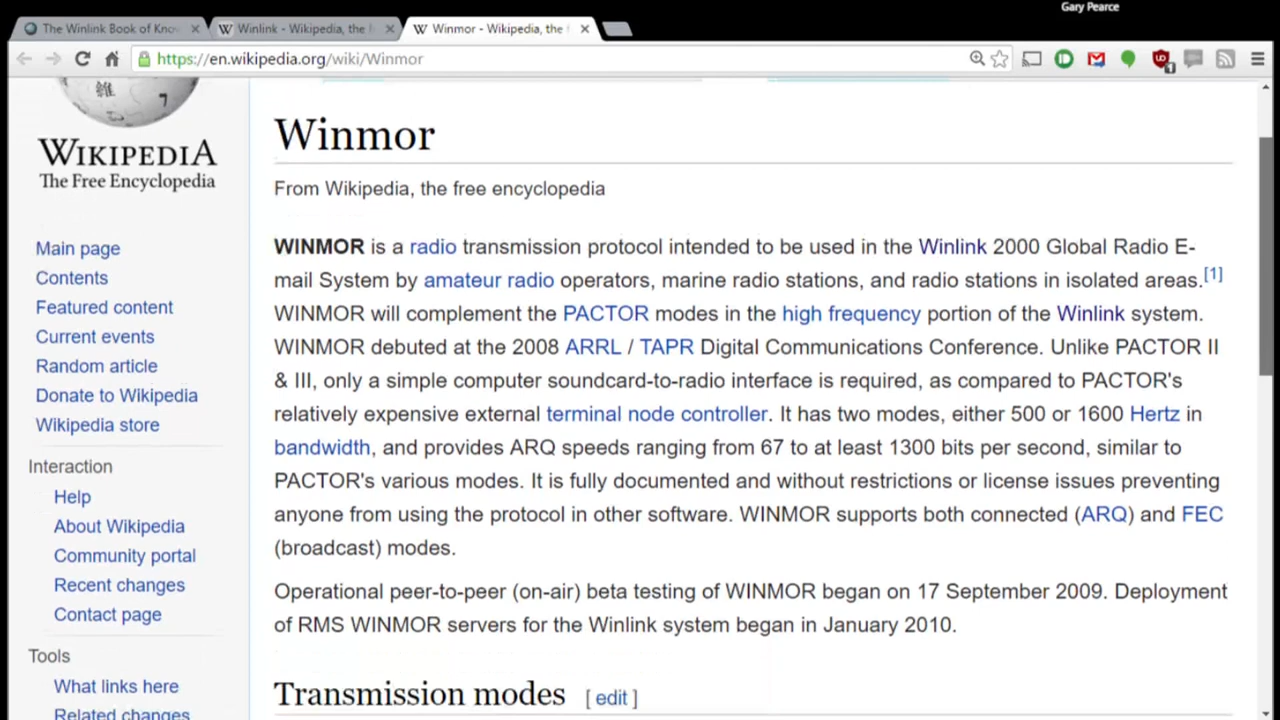 Gary Pearce
The Winlink Book of Kno
Winlink - Wikipedia, the f
Winmor - Wikipedia, the
https://en.wikipedia.org/wiki/Winmor
WIKIPEDIA
The Free Encyclopedia
Main page
Contents
Featured content
Current events
Random article
Donate to Wikipedia
Wikipedia store
Interaction
Help
About Wikipedia
Community portal
Recent changes
Contact page
Tools
What links here
Related changes
Winmor
From Wikipedia, the free encyclopedia
WINMOR is a radio transmission protocol intended to be used in the Winlink 2000 Global Radio E-
mail System by amateur radio operators, marine radio stations, and radio stations in isolated areas.[1]
WINMOR will complement the PACTOR modes in the high frequency portion of the Winlink system.
WINMOR debuted at the 2008 ARRL / TAPR Digital Communications Conference. Unlike PACTOR II
& III, only a simple computer soundcard-to-radio interface is required, as compared to PACTOR's
relatively expensive external terminal node controller. It has two modes, either 500 or 1600 Hertz in
bandwidth, and provides ARQ speeds ranging from 67 to at least 1300 bits per second, similar to
PACTOR's various modes. It is fully documented and without restrictions or license issues preventing
anyone from using the protocol in other software. WINMOR supports both connected (ARQ) and FEC
(broadcast) modes.
Operational peer-to-peer (on-air) beta testing of WINMOR began on 17 September 2009. Deployment
of RMS WINMOR servers for the Winlink system began in January 2010.
Transmission modes [ edit ]